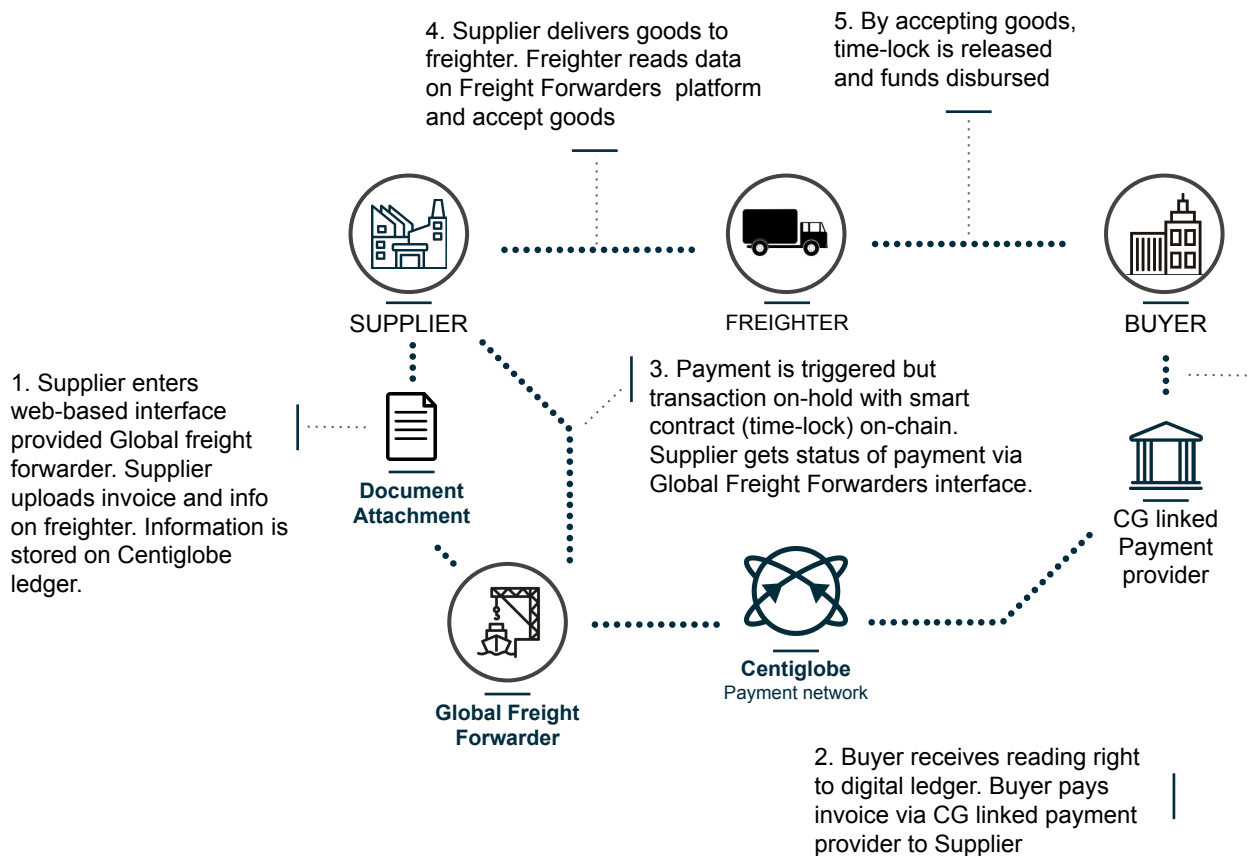 4. Supplier delivers goods to
freighter. Freighter reads data
on Freight Forwarders  platform
and accept goods
5. By accepting goods,
time-lock is released
and funds disbursed
SUPPLIER
FREIGHTER
BUYER
1. Supplier enters
web-based interface
provided Global freight
forwarder. Supplier
uploads invoice and info
on freighter. Information is
stored on Centiglobe
ledger.
Document
Attachment
3. Payment is triggered but
transaction on-hold with smart
contract (time-lock) on-chain.
Supplier gets status of payment via
Global Freight Forwarders interface.
CG linked
Payment
provider
Global Freight
Forwarder
Centiglobe
Payment network
2. Buyer receives reading right
to digital ledger. Buyer pays
invoice via CG linked payment
provider to Supplier